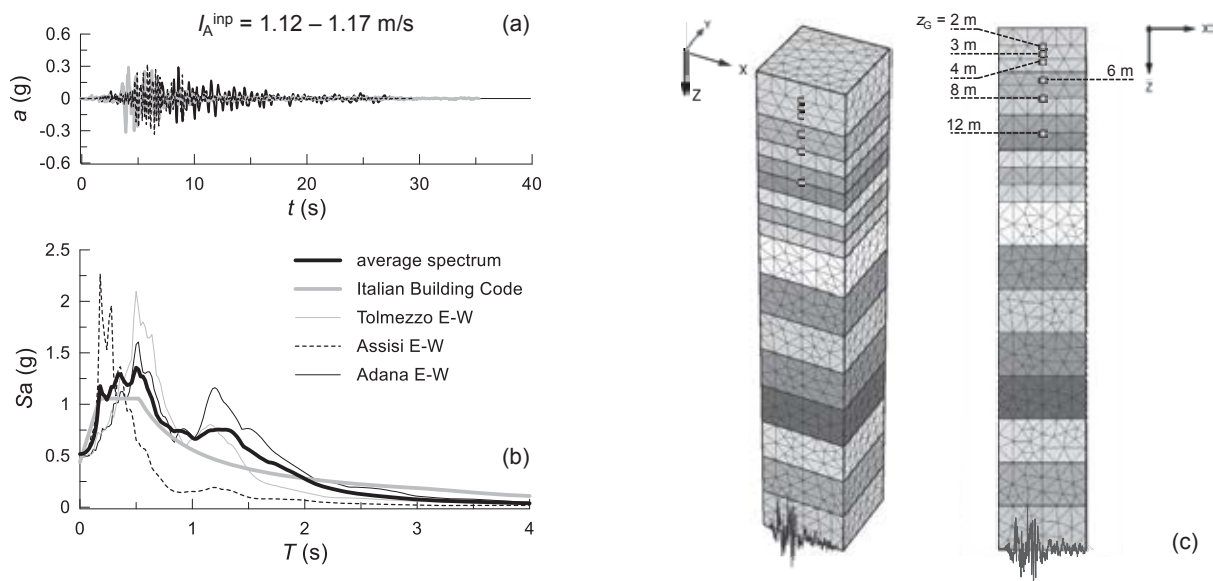 I_A^inp = 1.12 – 1.17 m/s
(a)
0.6
0.3
0
-0.3
-0.6
a (g)
0 10 20 30 40
t (s)
2.5
2
1.5
1
0.5
0
Sa (g)
average spectrum
Italian Building Code
Tolmezzo E-W
Assisi E-W
Adana E-W
(b)
0 1 2 3 4
T (s)
Y
X
Z
z_G = 2 m
3 m
4 m
6 m
8 m
12 m
X
Z
(c)